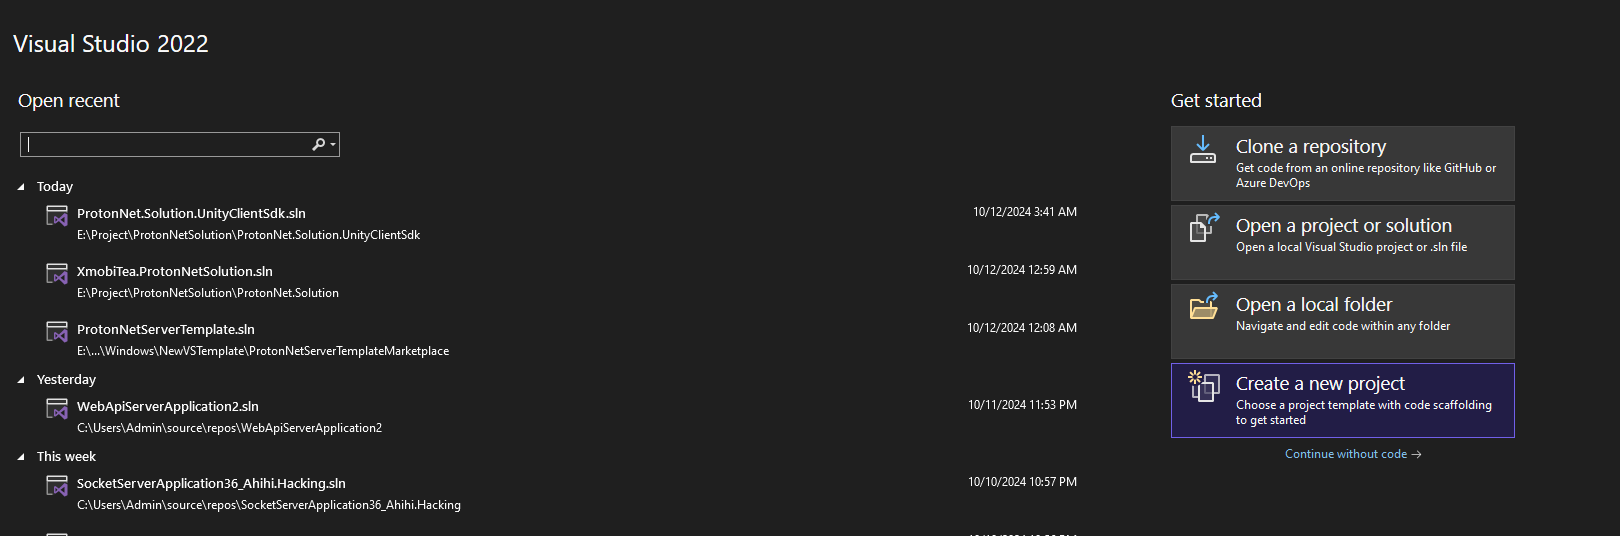 Visual Studio 2022
Open recent
Today
ProtonNet.Solution.UnityClientSdk.sln
10/12/2024 3:41 AM
E:\Project\ProtonNetSolution\ProtonNet.Solution.UnityClientSdk
XmobiTea.ProtonNetSolution.sln
10/12/2024 12:59 AM
E:\Project\ProtonNetSolution\ProtonNet.Solution
ProtonNetServerTemplate.sln
10/12/2024 12:08 AM
E:\...\Windows\NewVSTemplate\ProtonNetServerTemplateMarketplace
Yesterday
WebApiServerApplication2.sln
10/11/2024 11:53 PM
C:\Users\Admin\source\repos\WebApiServerApplication2
This week
SocketServerApplication36_Ahihi.Hacking.sln
10/10/2024 10:57 PM
C:\Users\Admin\source\repos\SocketServerApplication36_Ahihi.Hacking
Get started
Clone a repository
Get code from an online repository like GitHub or
Azure DevOps
Open a project or solution
Open a local Visual Studio project or .sln file
Open a local folder
Navigate and edit code within any folder
Create a new project
Choose a project template with code scaffolding
to get started
Continue without code →